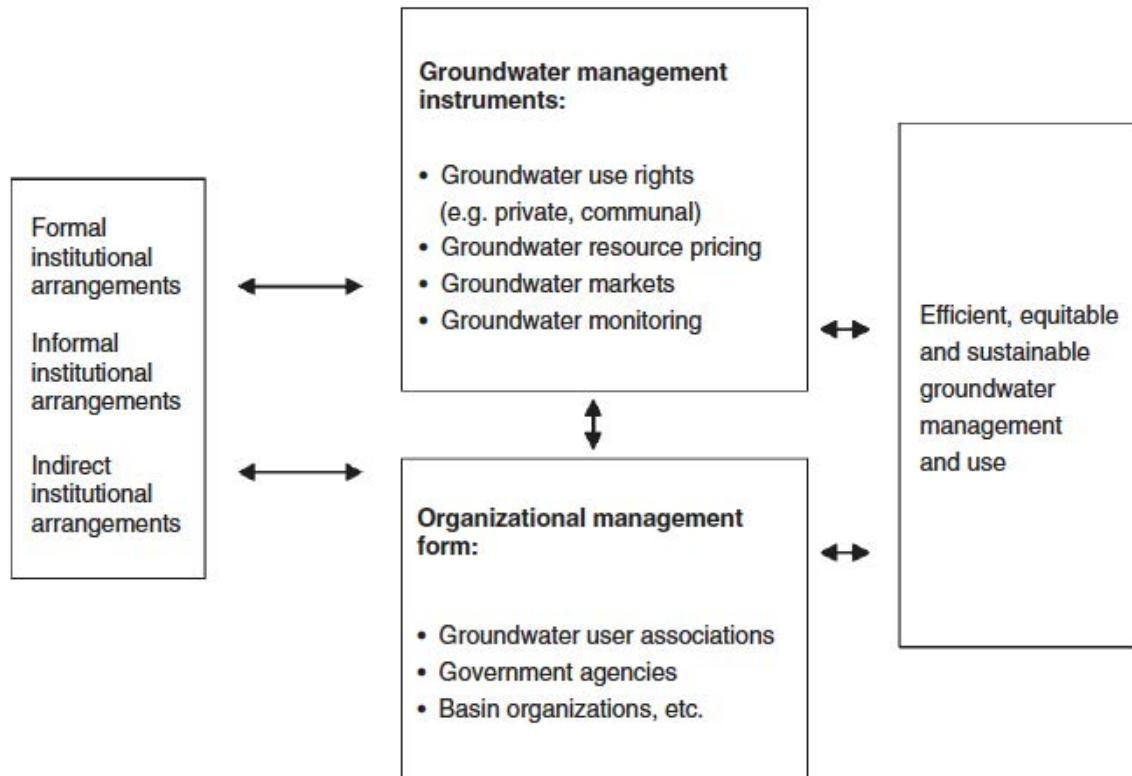 Formal
institutional
arrangements
Informal
institutional
arrangements
Indirect
institutional
arrangements
Groundwater management
instruments:
• Groundwater use rights
(e.g. private, communal)
• Groundwater resource pricing
• Groundwater markets
• Groundwater monitoring
Organizational management
form:
• Groundwater user associations
• Government agencies
• Basin organizations, etc.
Efficient, equitable
and sustainable
groundwater
management
and use